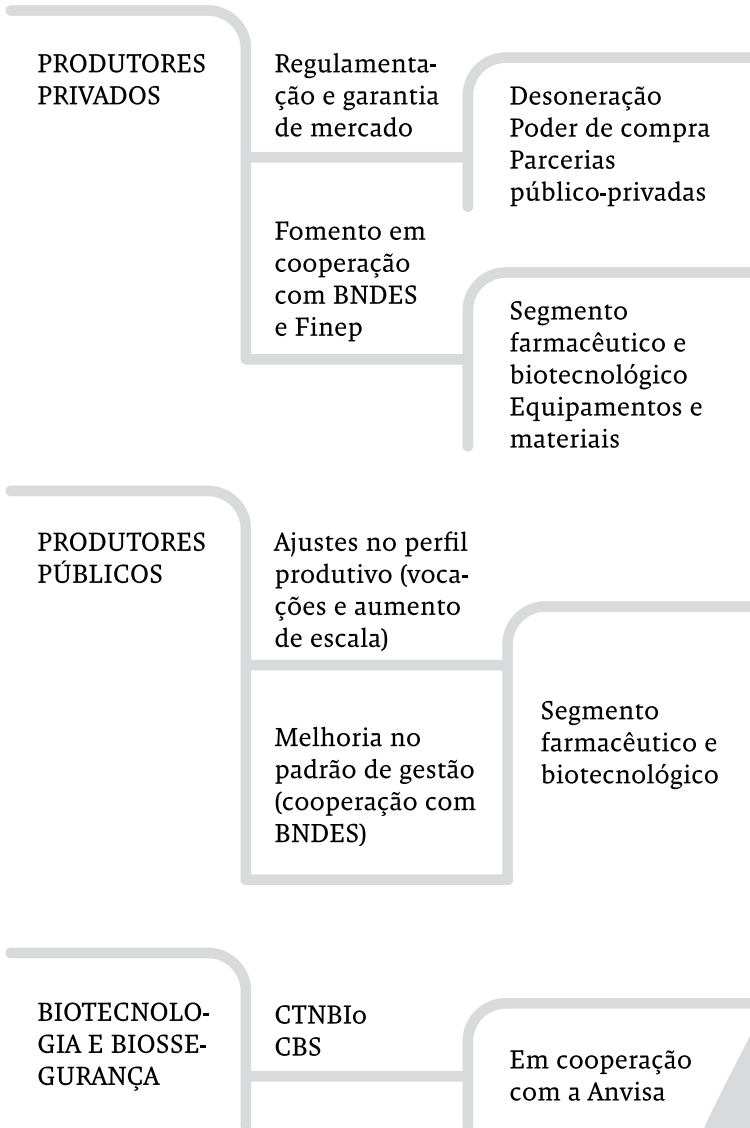 PRODUTORES
PRIVADOS
Regulamenta-
ção e garantia
de mercado
Desoneração
Poder de compra
Parcerias
público-privadas
Fomento em
cooperação
com BNDES
e Finep
Segmento
farmacêutico e
biotecnológico
Equipamentos e
materiais
PRODUTORES
PÚBLICOS
Ajustes no perfil
produtivo (voca-
ções e aumento
de escala)
Melhoria no
padrão de gestão
(cooperação com
BNDES)
Segmento
farmacêutico e
biotecnológico
BIOTECNOLO-
GIA E BIOSSE-
GURANÇA
CTNBIo
CBS
Em cooperação
com a Anvisa